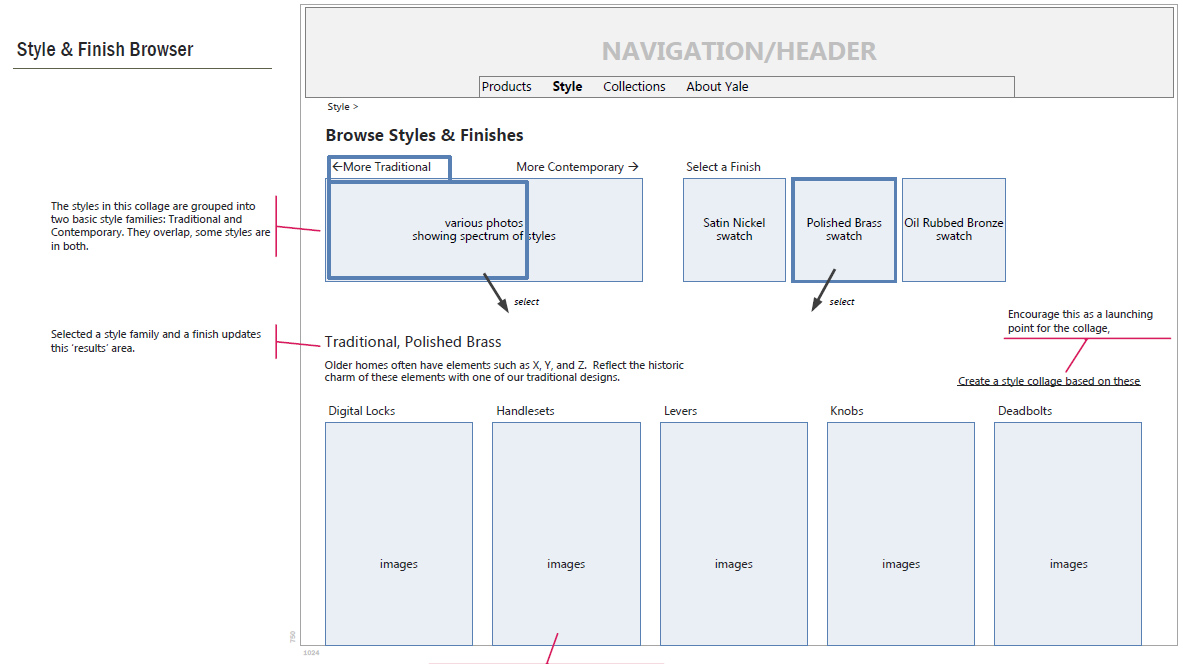 Style & Finish Browser
NAVIGATION/HEADER
Products Style Collections About Yale
Style >
Browse Styles & Finishes
←More Traditional More Contemporary → Select a Finish
The styles in this collage are grouped into
two basic style families: Traditional and
Contemporary. They overlap, some styles are
in both.
various photos
showing spectrum of styles
Satin Nickel
swatch
Polished Brass
swatch
Oil Rubbed Bronze
swatch
select
select
Selected a style family and a finish updates
this ‘results’ area.
Encourage this as a launching
point for the collage,
Traditional, Polished Brass
Older homes often have elements such as X, Y, and Z. Reflect the historic
charm of these elements with one of our traditional designs.
Create a style collage based on these
Digital Locks Handlesets Levers Knobs Deadbolts
images images images images images
750
1024